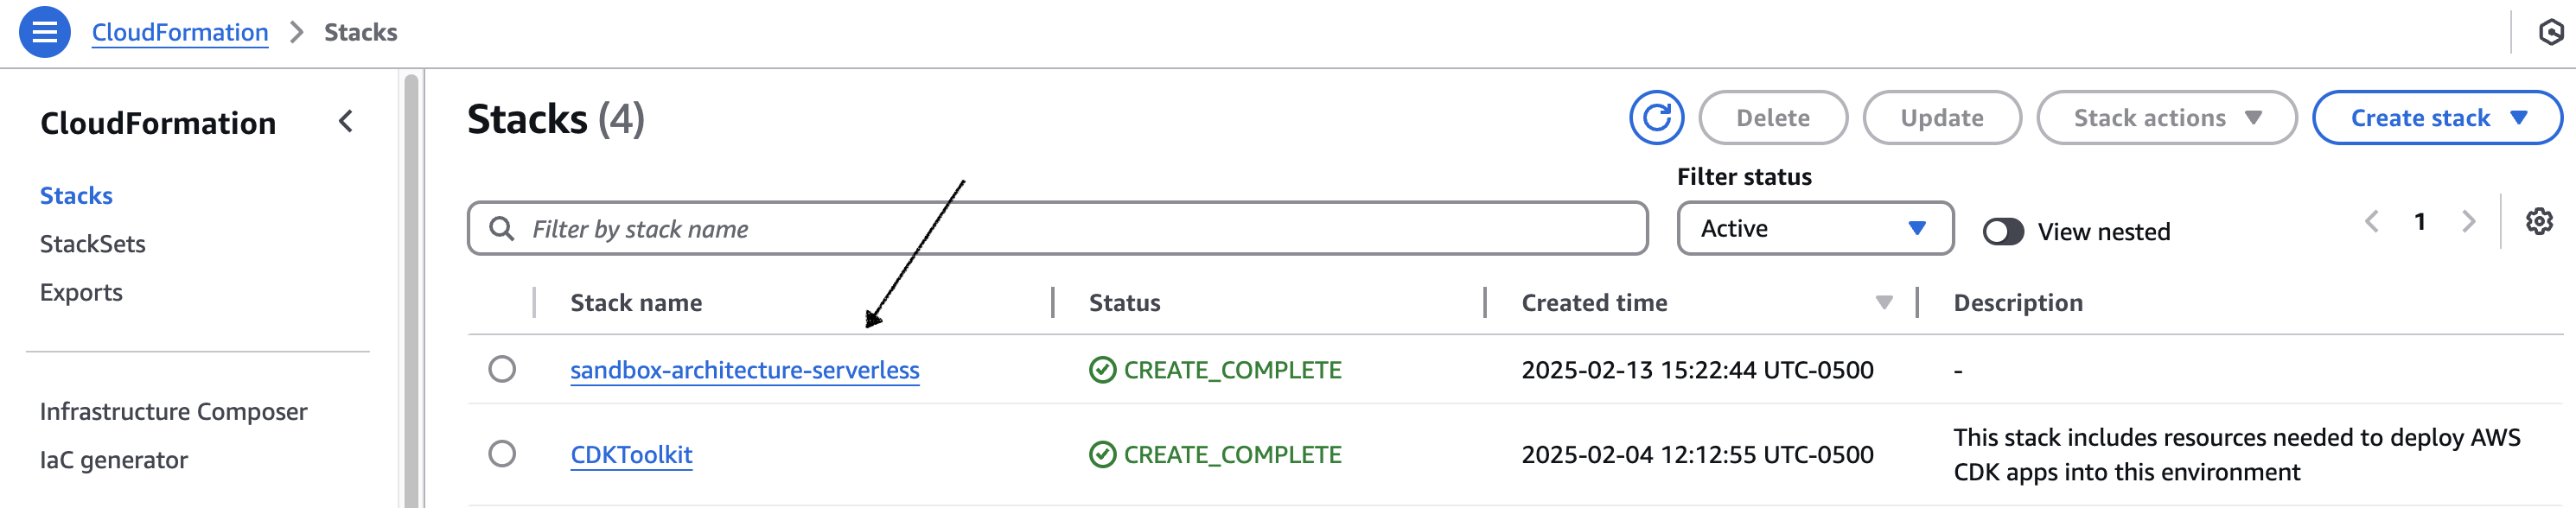 CloudFormation > Stacks
CloudFormation
Stacks
StackSets
Exports
Infrastructure Composer
IaC generator
Stacks (4)
Delete
Update
Stack actions
Create stack
Filter by stack name
Filter status
Active
View nested
1
Stack name Status Created time Description
sandbox-architecture-serverless CREATE_COMPLETE 2025-02-13 15:22:44 UTC-0500 -
CDKToolkit CREATE_COMPLETE 2025-02-04 12:12:55 UTC-0500 This stack includes resources needed to deploy AWS
CDK apps into this environment